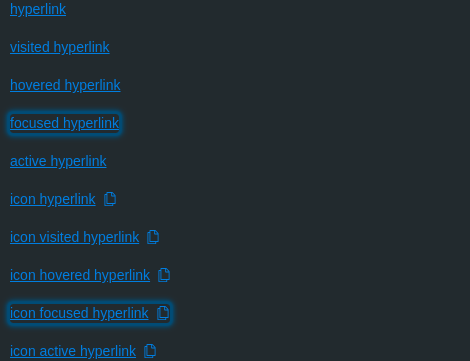 hyperlink
visited hyperlink
hovered hyperlink
focused hyperlink
active hyperlink
icon hyperlink
icon visited hyperlink
icon hovered hyperlink
icon focused hyperlink
icon active hyperlink